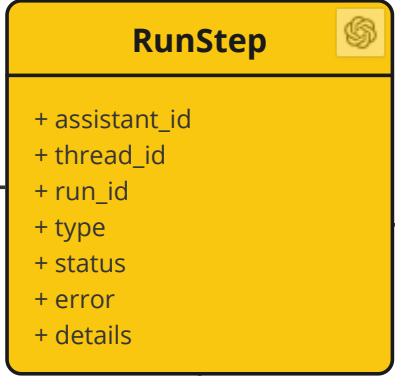 RunStep
+ assistant_id
+ thread_id
+ run_id
+ type
+ status
+ error
+ details